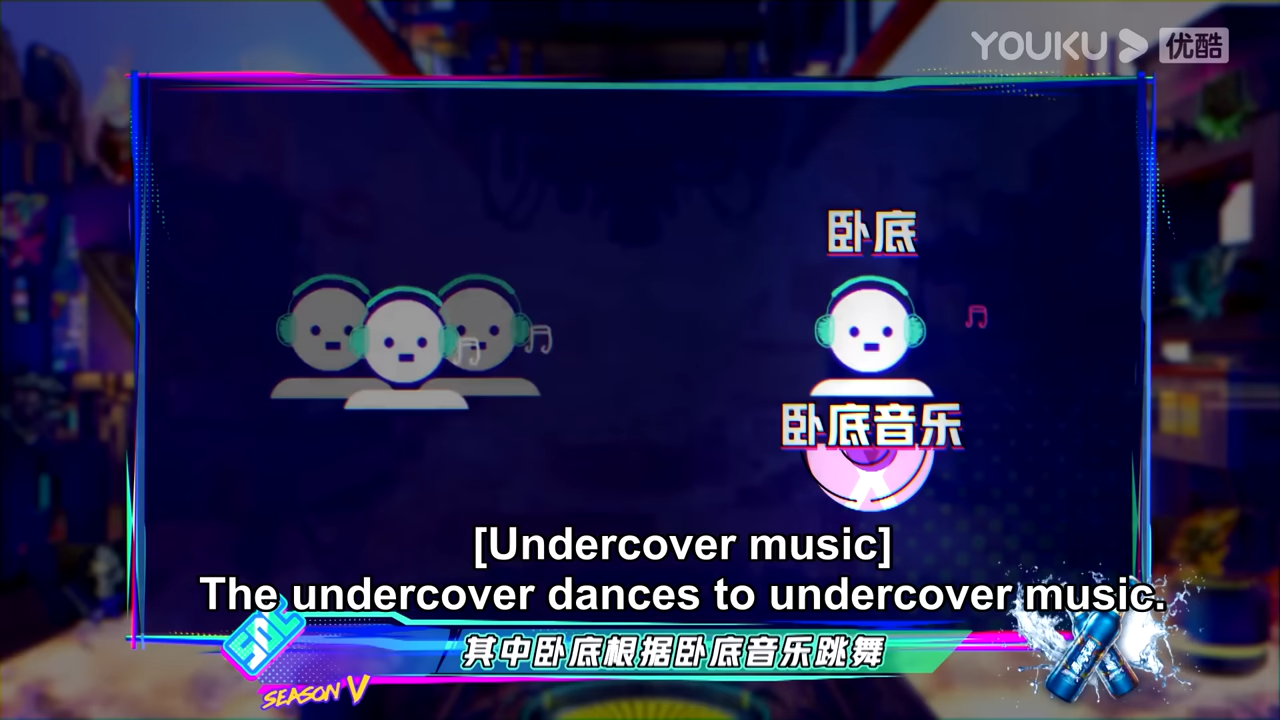 YOUKU 优酷
卧底
卧底音乐
[Undercover music]
The undercover dances to undercover music.
其中卧底根据卧底音乐跳舞
SDC
SEASON V